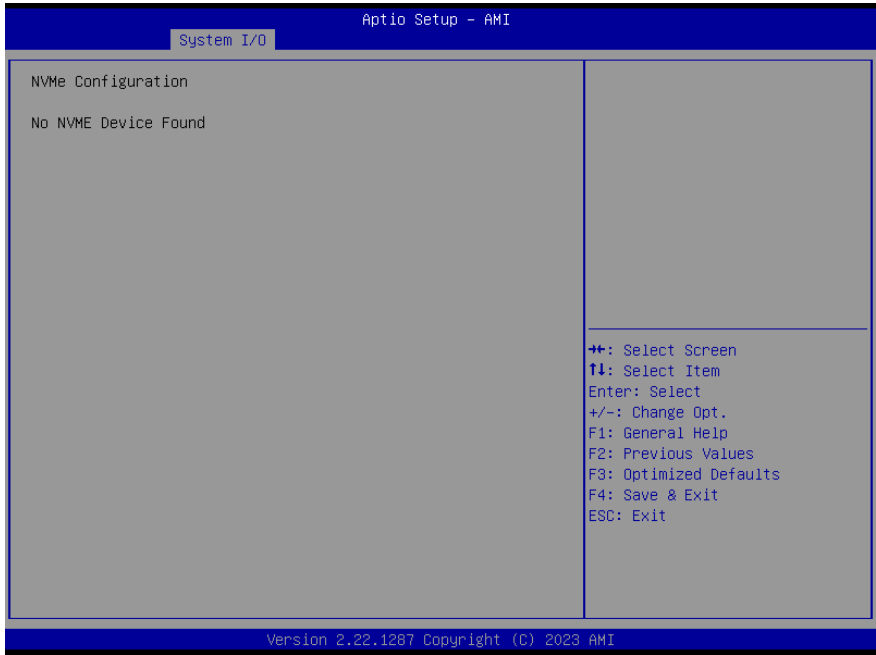 Aptio Setup – AMI
System I/O
NVMe Configuration
No NVME Device Found
→←: Select Screen
↑↓: Select Item
Enter: Select
+/-: Change Opt.
F1: General Help
F2: Previous Values
F3: Optimized Defaults
F4: Save & Exit
ESC: Exit
Version 2.22.1287 Copyright (C) 2023 AMI